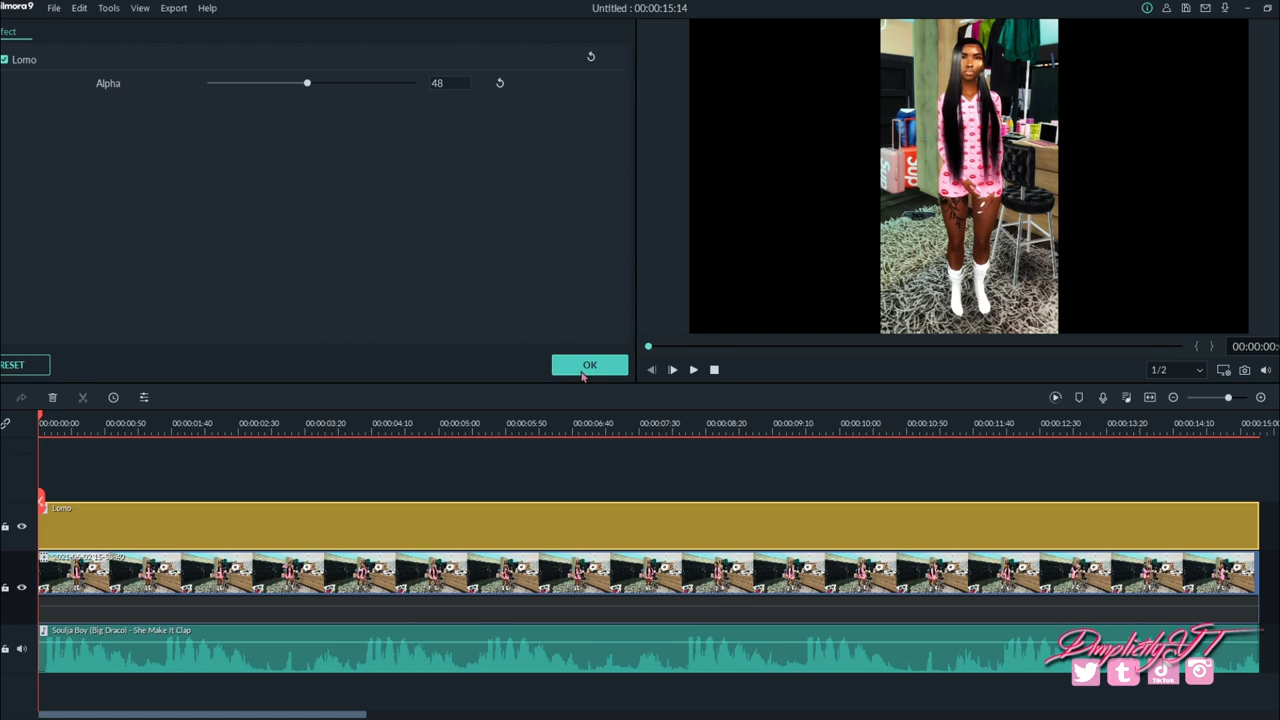 ilmora9 File Edit Tools View Export Help Untitled : 00:00:15:14
fect
Lomo
Alpha 48
RESET OK
00:00:00:
1/2
00:00:00:00 00:00:00:50 00:00:01:40 00:00:02:30 00:00:03:20 00:00:04:10 00:00:05:00 00:00:05:50 00:00:06:40 00:00:07:30 00:00:08:20 00:00:09:10 00:00:10:00 00:00:10:50 00:00:11:40 00:00:12:30 00:00:13:20 00:00:14:10 00:00:15:00
Lomo
Soulja Boy (Big Draco) - She Make It Clap
DimplicityYT
TikTok